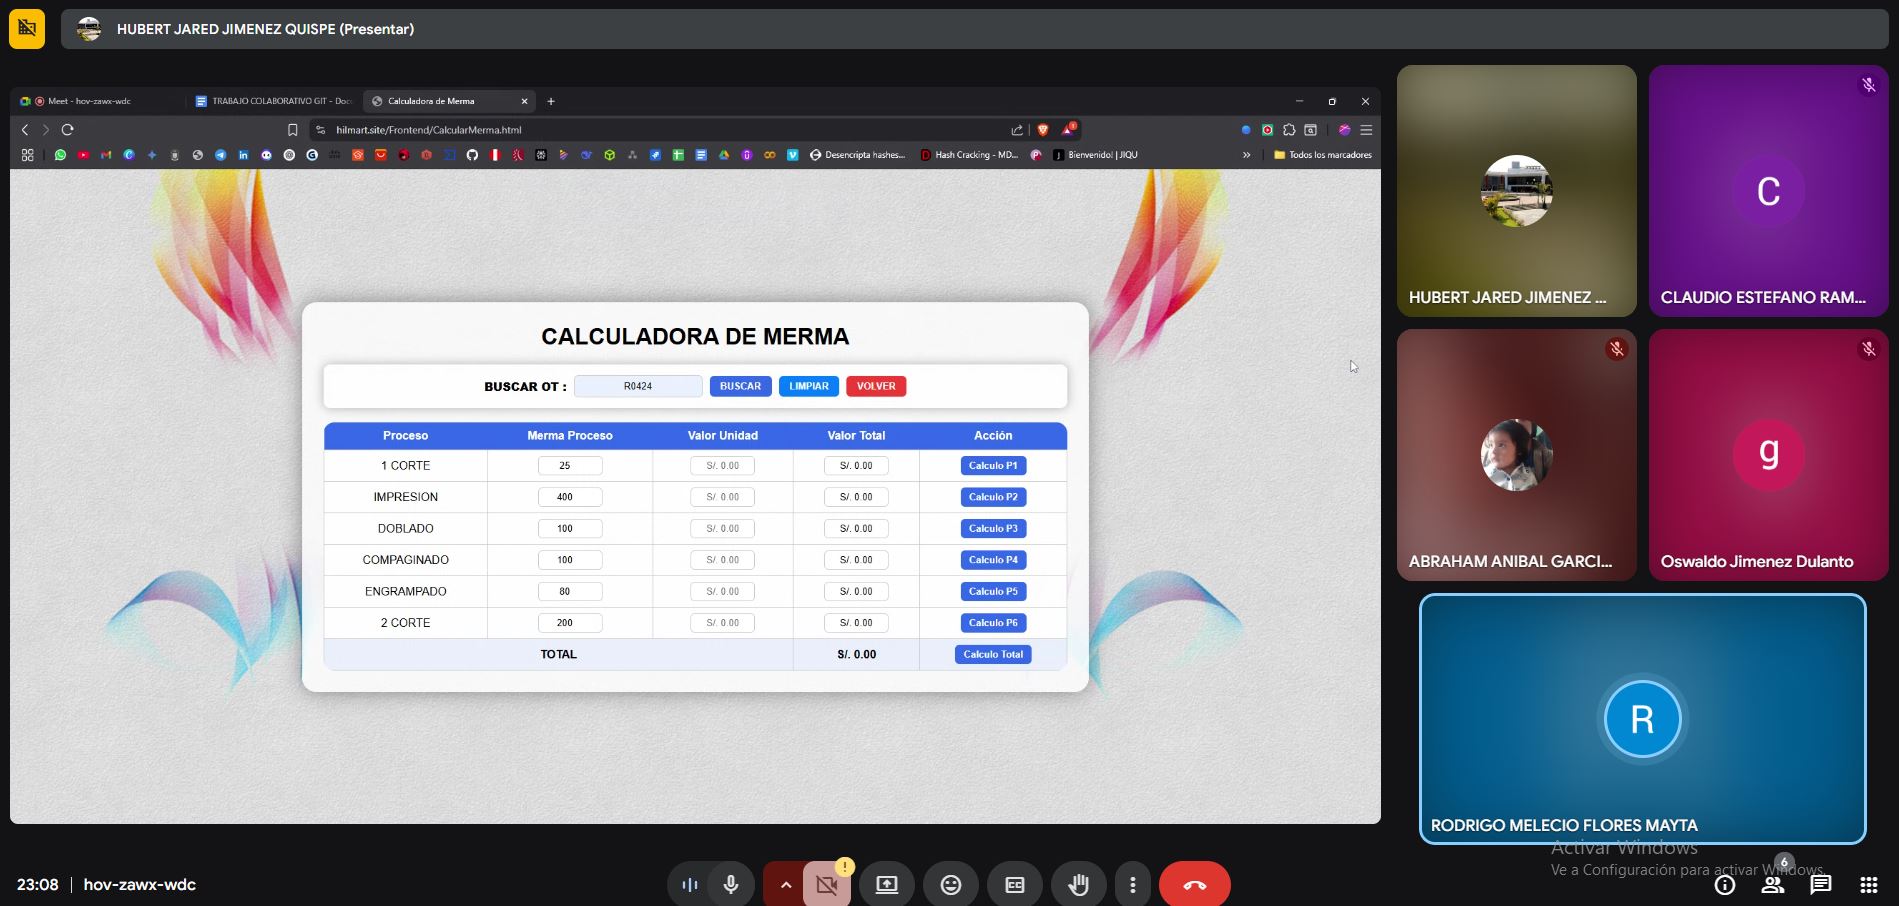 HUBERT JARED JIMENEZ QUISPE (Presentar)
Meet - hov-zawx-wdc
TRABAJO COLABORATIVO GIT - Doc
Calculadora de Merma
hilmart.site/Frontend/CalcularMerma.html
Desencripta hashes...
Hash Cracking - MD...
Bienvenido! | JIQU
Todos los marcadores
CALCULADORA DE MERMA
BUSCAR OT : R0424 BUSCAR LIMPIAR VOLVER
Proceso Merma Proceso Valor Unidad Valor Total Acción
1 CORTE 25 S/. 0.00 S/. 0.00 Calculo P1
IMPRESION 400 S/. 0.00 S/. 0.00 Calculo P2
DOBLADO 100 S/. 0.00 S/. 0.00 Calculo P3
COMPAGINADO 100 S/. 0.00 S/. 0.00 Calculo P4
ENGRAMPADO 80 S/. 0.00 S/. 0.00 Calculo P5
2 CORTE 200 S/. 0.00 S/. 0.00 Calculo P6
TOTAL S/. 0.00 Calculo Total
HUBERT JARED JIMENEZ ...
C
CLAUDIO ESTEFANO RAM...
ABRAHAM ANIBAL GARCI...
g
Oswaldo Jimenez Dulanto
R
RODRIGO MELECIO FLORES MAYTA
Activar Windows
Ve a Configuración para activar Windows.
6
23:08 | hov-zawx-wdc